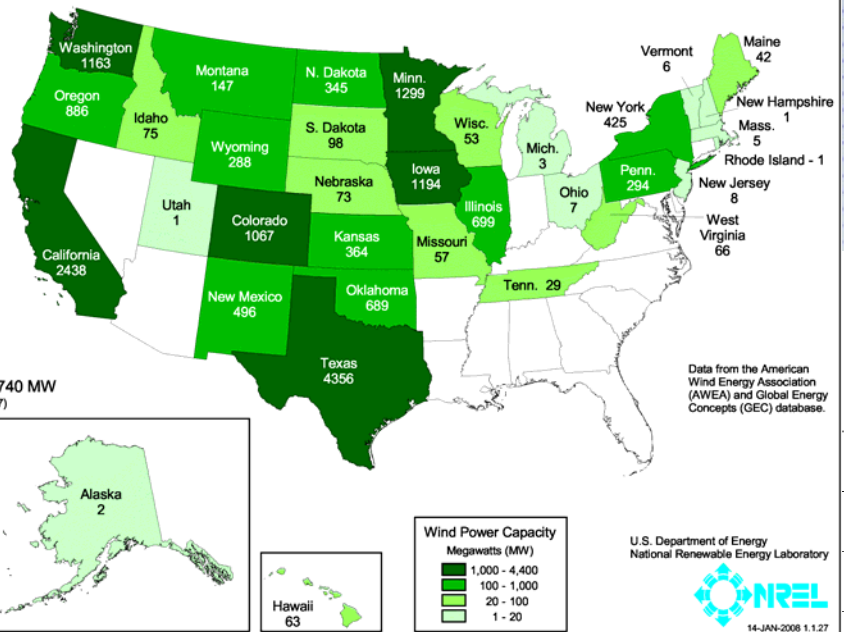 Washington
1163
Oregon
886
California
2438
Idaho
75
Montana
147
Wyoming
288
Utah
1
Colorado
1067
New Mexico
496
N. Dakota
345
S. Dakota
98
Nebraska
73
Kansas
364
Oklahoma
689
Texas
4356
Minn.
1299
Iowa
1194
Missouri
57
Wisc.
53
Illinois
699
Mich.
3
Ohio
7
Tenn. 29
West
Virginia
66
Penn.
294
New York
425
Vermont
6
Maine
42
New Hampshire
1
Mass.
5
Rhode Island - 1
New Jersey
8
740 MW
7)
Data from the American
Wind Energy Association
(AWEA) and Global Energy
Concepts (GEC) database.
Alaska
2
Hawaii
63
Wind Power Capacity
Megawatts (MW)
1,000 - 4,400
100 - 1,000
20 - 100
1 - 20
U.S. Department of Energy
National Renewable Energy Laboratory
NREL
14-JAN-2008 1.1.27